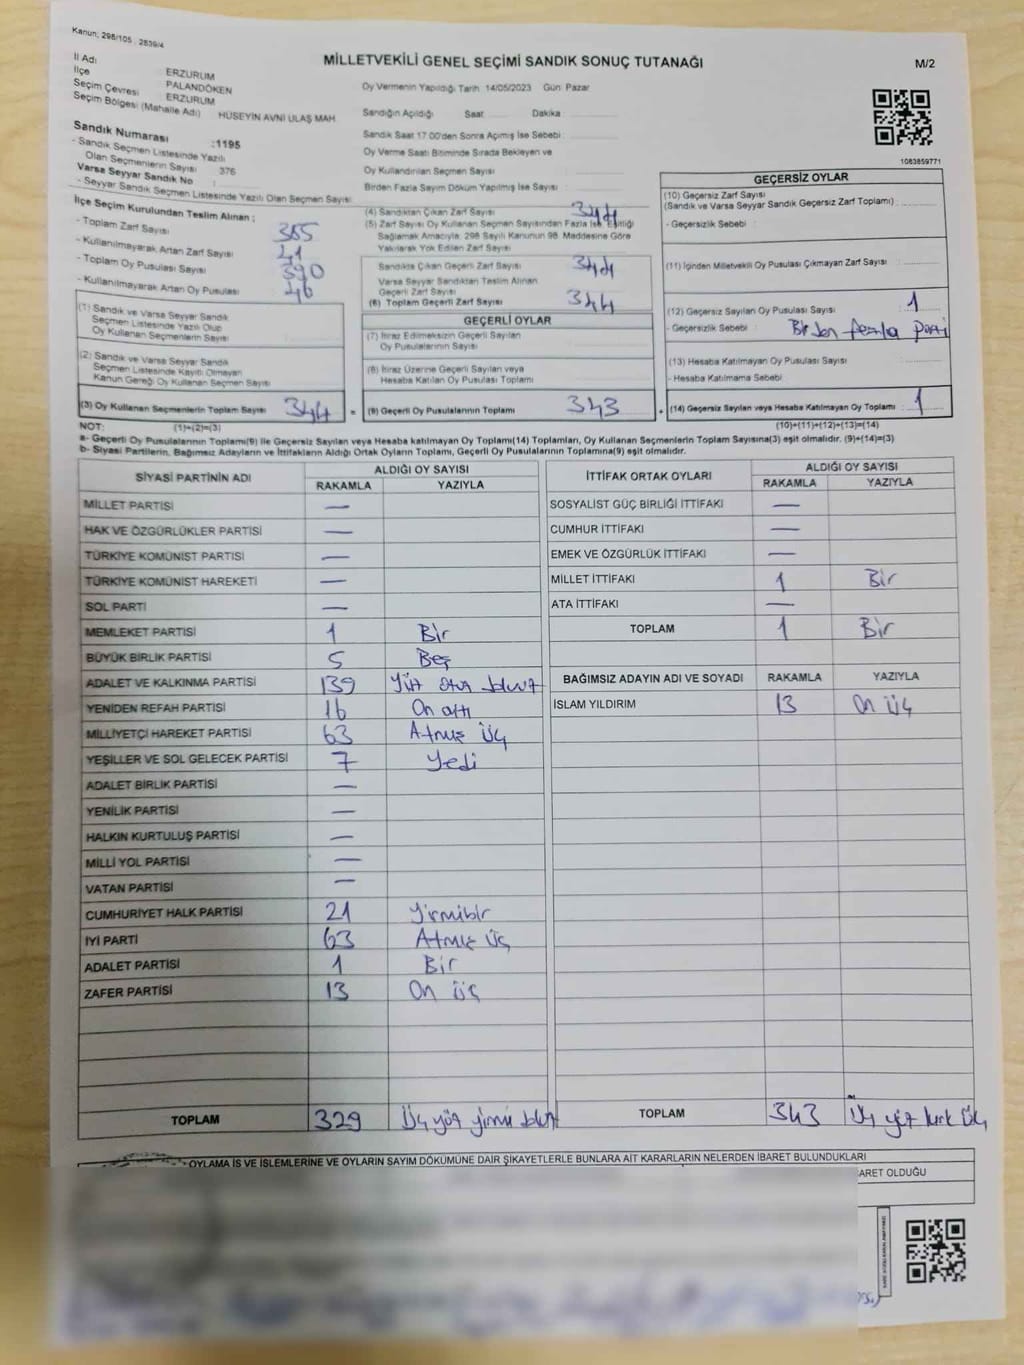 Kanun; 298/105 , 2839/4
MİLLETVEKİLİ GENEL SEÇİMİ SANDIK SONUÇ TUTANAĞI
M/2
İl Adı ERZURUM
İlçe PALANDÖKEN
Seçim Çevresi ERZURUM
Seçim Bölgesi (Mahalle Adı) HÜSEYİN AVNİ ULAŞ MAH.
Sandık Numarası :1195
- Sandık Seçmen Listesinde Yazılı
Olan Seçmenlerin Sayısı 376
Varsa Seyyar Sandık No
- Seyyar Sandık Seçmen Listesinde Yazılı Olan Seçmen Sayısı
İlçe Seçim Kurulundan Teslim Alınan ;
- Toplam Zarf Sayısı 385
- Kullanılmayarak Artan Zarf Sayısı 41
- Toplam Oy Pusulası Sayısı 390
- Kullanılmayarak Artan Oy Pusulası 46
(1) Sandık ve Varsa Seyyar Sandık
Seçmen Listesinde Yazılı Olup
Oy Kullanan Seçmenlerin Sayısı
(2) Sandık ve Varsa Seyyar Sandık
Seçmen Listesinde Kayıtlı Olmayan
Kanun Gereği Oy Kullanan Seçmen Sayısı
(3) Oy Kullanan Seçmenlerin Toplam Sayısı 344 =
(1)+(2)=(3)
Oy Vermenin Yapıldığı Tarih 14/05/2023 Gün Pazar
Sandığın Açıldığı Saat Dakika
Sandık Saat 17.00'den Sonra Açımış İse Sebebi :
Oy Verme Saati Bitiminde Sırada Bekleyen ve
Oy Kullandırılan Seçmen Sayısı
Birden Fazla Sayım Döküm Yapılmış İse Sayısı
(4) Sandıktan Çıkan Zarf Sayısı 344
(5) Zarf Sayısı Oy Kullanan Seçmen Sayısından Fazla İse, Eşitliği
Sağlamak Amacıyla; 298 Sayılı Kanunun 98. Maddesine Göre
Yakılarak Yok Edilen Zarf Sayısı
Sandıkta Çıkan Geçerli Zarf Sayısı 344
Varsa Seyyar Sandıktan Teslim Alınan
Geçerli Zarf Sayısı
(6) Toplam Geçerli Zarf Sayısı 344
GEÇERLİ OYLAR
(7) İtiraz Edilmeksizin Geçerli Sayılan
Oy Pusulalarının Sayısı
(8) İtiraz Üzerine Geçerli Sayılan veya
Hesaba Katılan Oy Pusulası Toplamı
(9) Geçerli Oy Pusulalarının Toplamı 343 +
1083859771
GEÇERSİZ OYLAR
(10) Geçersiz Zarf Sayısı
(Sandık ve Varsa Seyyar Sandık Geçersiz Zarf Toplamı) :
- Geçersizlik Sebebi :
(11) İçinden Milletvekili Oy Pusulası Çıkmayan Zarf Sayısı
(12) Geçersiz Sayılan Oy Pusulası Sayısı 1
- Geçersizlik Sebebi : Birden fazla parti
(13) Hesaba Katılmayan Oy Pusulası Sayısı
- Hesaba Katılmama Sebebi
(14) Geçersiz Sayılan veya Hesaba Katılmayan Oy Toplamı : 1
(10)+(11)+(12)+(13)=(14)
NOT:
a- Geçerli Oy Pusulalarının Toplamı(9) ile Geçersiz Sayılan veya Hesaba katılmayan Oy Toplamı(14) Toplamları, Oy Kullanan Seçmenlerin Toplam Sayısına(3) eşit olmalıdır. (9)+(14)=(3)
b- Siyasi Partilerin, Bağımsız Adayların ve İttifakların Aldığı Ortak Oyların Toplamı, Geçerli Oy Pusulalarının Toplamına(9) eşit olmalıdır.
SİYASİ PARTİNİN ADI ALDIĞI OY SAYISI
RAKAMLA YAZIYLA
MİLLET PARTİSİ —
HAK VE ÖZGÜRLÜKLER PARTİSİ —
TÜRKİYE KOMÜNİST PARTİSİ —
TÜRKİYE KOMÜNİST HAREKETİ —
SOL PARTİ —
MEMLEKET PARTİSİ 1 Bir
BÜYÜK BİRLİK PARTİSİ 5 Beş
ADALET VE KALKINMA PARTİSİ 139 Yüz otuz dokuz
YENİDEN REFAH PARTİSİ 16 On altı
MİLLİYETÇİ HAREKET PARTİSİ 63 Atmış Üç
YEŞİLLER VE SOL GELECEK PARTİSİ 7 Yedi
ADALET BİRLİK PARTİSİ —
YENİLİK PARTİSİ —
HALKIN KURTULUŞ PARTİSİ —
MİLLİ YOL PARTİSİ —
VATAN PARTİSİ —
CUMHURİYET HALK PARTİSİ 21 Yirmibir
İYİ PARTİ 63 Atmış Üç
ADALET PARTİSİ 1 Bir
ZAFER PARTİSİ 13 On üç
TOPLAM 329 Üç yüz yirmi dokuz
İTTİFAK ORTAK OYLARI ALDIĞI OY SAYISI
RAKAMLA YAZIYLA
SOSYALİST GÜÇ BİRLİĞİ İTTİFAKI —
CUMHUR İTTİFAKI —
EMEK VE ÖZGÜRLÜK İTTİFAKI —
MİLLET İTTİFAKI 1 Bir
ATA İTTİFAKI —
TOPLAM 1 Bir
BAĞIMSIZ ADAYIN ADI VE SOYADI RAKAMLA YAZIYLA
İSLAM YILDIRIM 13 On Üç
TOPLAM 343 Üç yüz kırk Üç
OYLAMA İŞ VE İŞLEMLERİNE VE OYLARIN SAYIM DÖKÜMÜNE DAİR ŞİKAYETLERLE BUNLARA AİT KARARLARIN NELERDEN İBARET BULUNDUKLARI
BARET OLDUĞU